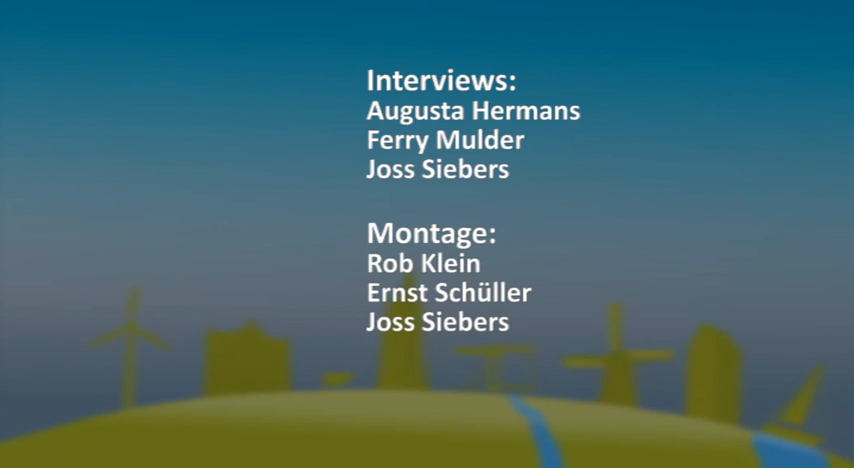 Interviews:
Augusta Hermans
Ferry Mulder
Joss Siebers
Montage:
Rob Klein
Ernst Schüller
Joss Siebers